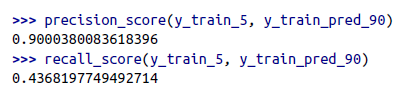 >>> precision_score(y_train_5, y_train_pred_90)
0.9000380083618396
>>> recall_score(y_train_5, y_train_pred_90)
0.4368197749492714